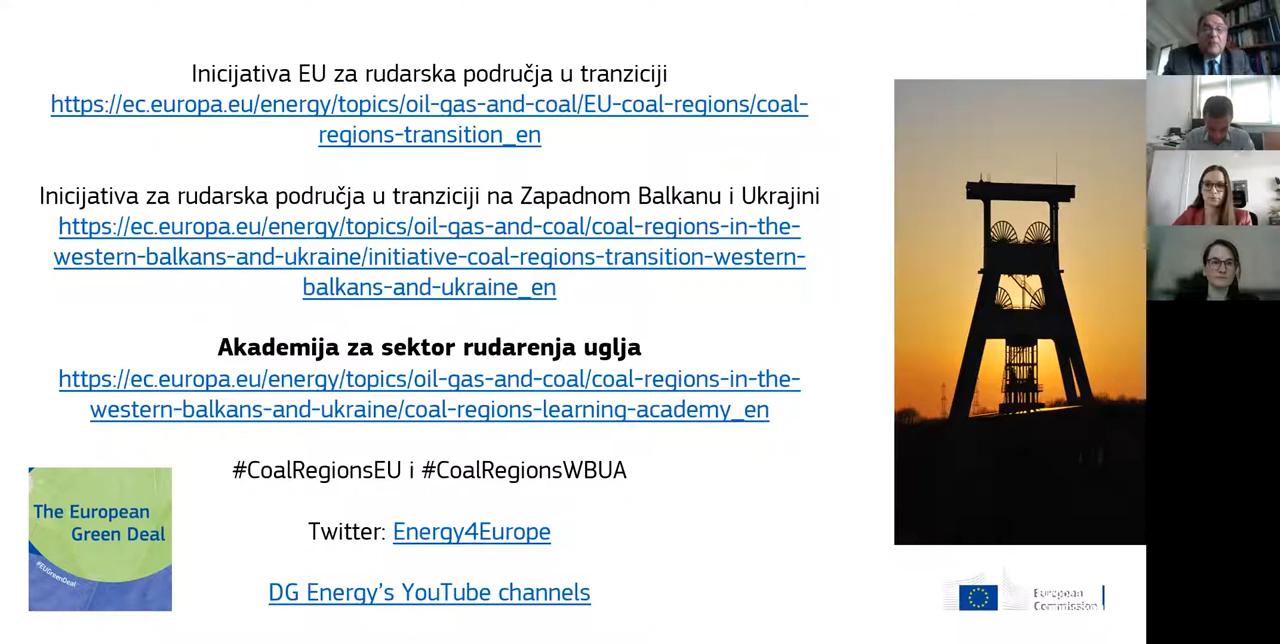 Inicijativa EU za rudarska područja u tranziciji
https://ec.europa.eu/energy/topics/oil-gas-and-coal/EU-coal-regions/coal-
regions-transition_en
Inicijativa za rudarska područja u tranziciji na Zapadnom Balkanu i Ukrajini
https://ec.europa.eu/energy/topics/oil-gas-and-coal/coal-regions-in-the-
western-balkans-and-ukraine/initiative-coal-regions-transition-western-
balkans-and-ukraine_en
Akademija za sektor rudarenja uglja
https://ec.europa.eu/energy/topics/oil-gas-and-coal/coal-regions-in-the-
western-balkans-and-ukraine/coal-regions-learning-academy_en
#CoalRegionsEU i #CoalRegionsWBUA
Twitter: Energy4Europe
DG Energy's YouTube channels
The European
Green Deal
#EUGreenDeal
European
Commission